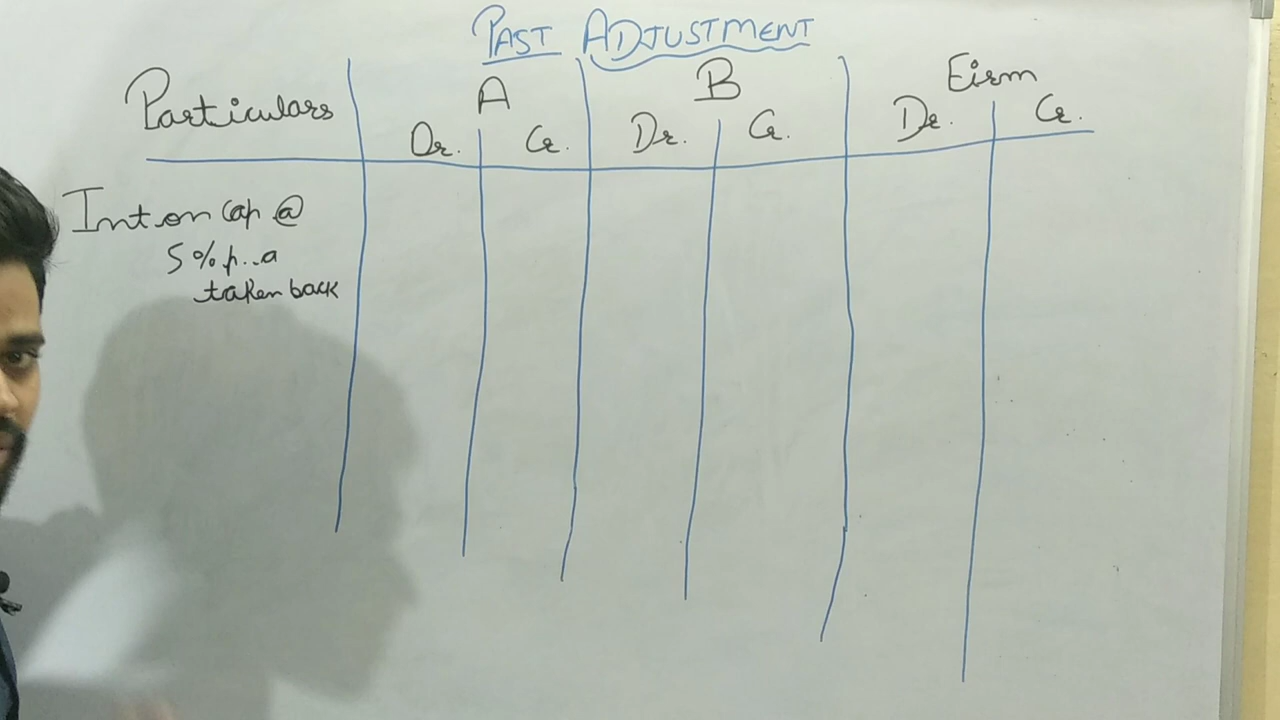 PAST ADJUSTMENT
Particulars A B Firm
Dr. Cr. Dr. Cr. Dr. Cr.
Int on Cap @
5% p..a
taken back